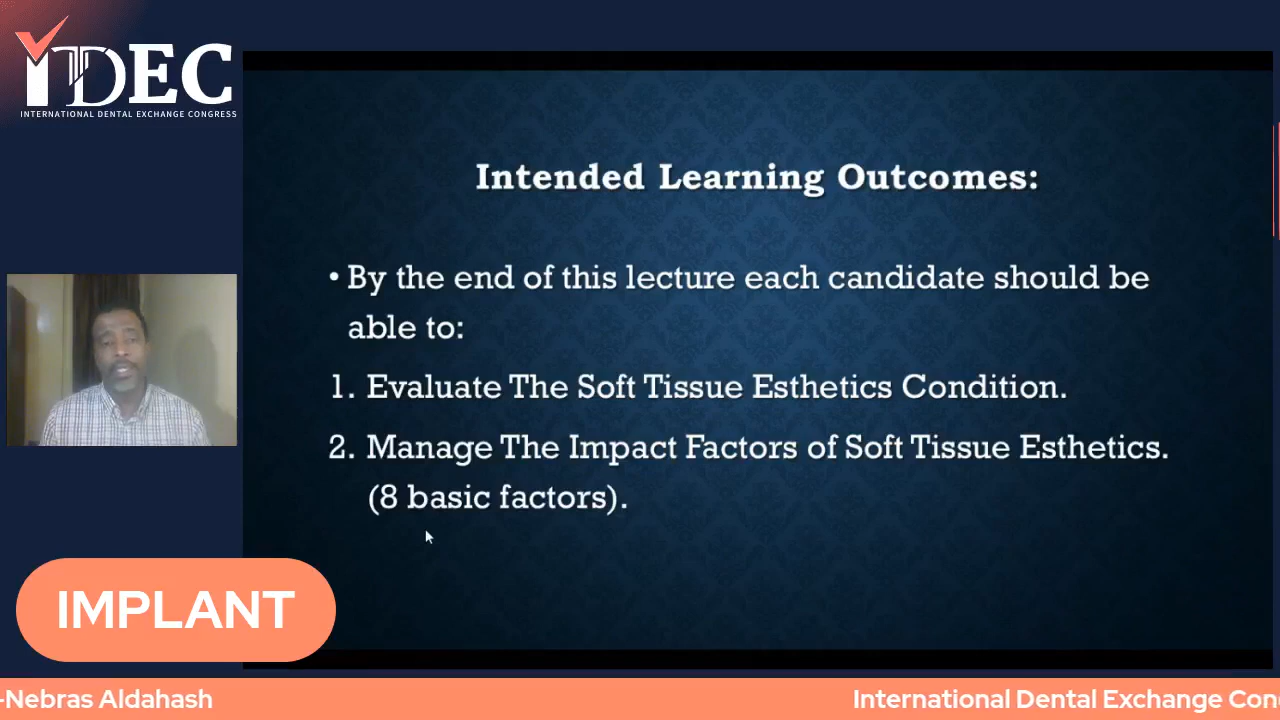 iDEC
INTERNATIONAL DENTAL EXCHANGE CONGRESS
Intended Learning Outcomes:
• By the end of this lecture each candidate should be
able to:
1. Evaluate The Soft Tissue Esthetics Condition.
2. Manage The Impact Factors of Soft Tissue Esthetics.
(8 basic factors).
IMPLANT
-Nebras Aldahash
International Dental Exchange Con